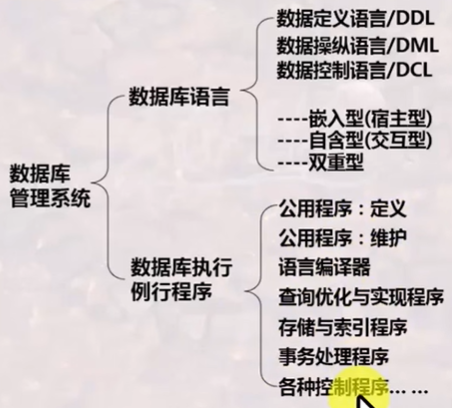 数据定义语言/DDL
数据操纵语言/DML
数据控制语言/DCL
数据库语言
----嵌入型(宿主型)
----自含型(交互型)
----双重型
数据库
管理系统
公用程序：定义
公用程序：维护
数据库执行
例行程序
语言编译器
查询优化与实现程序
存储与索引程序
事务处理程序
各种控制程序... ...